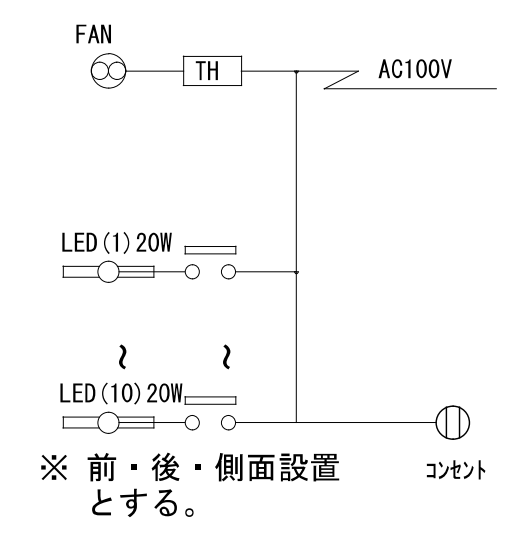 FAN
TH
AC100V
LED(1)20W
~ ~
LED(10)20W
コンセント
※ 前・後・側面設置
とする。